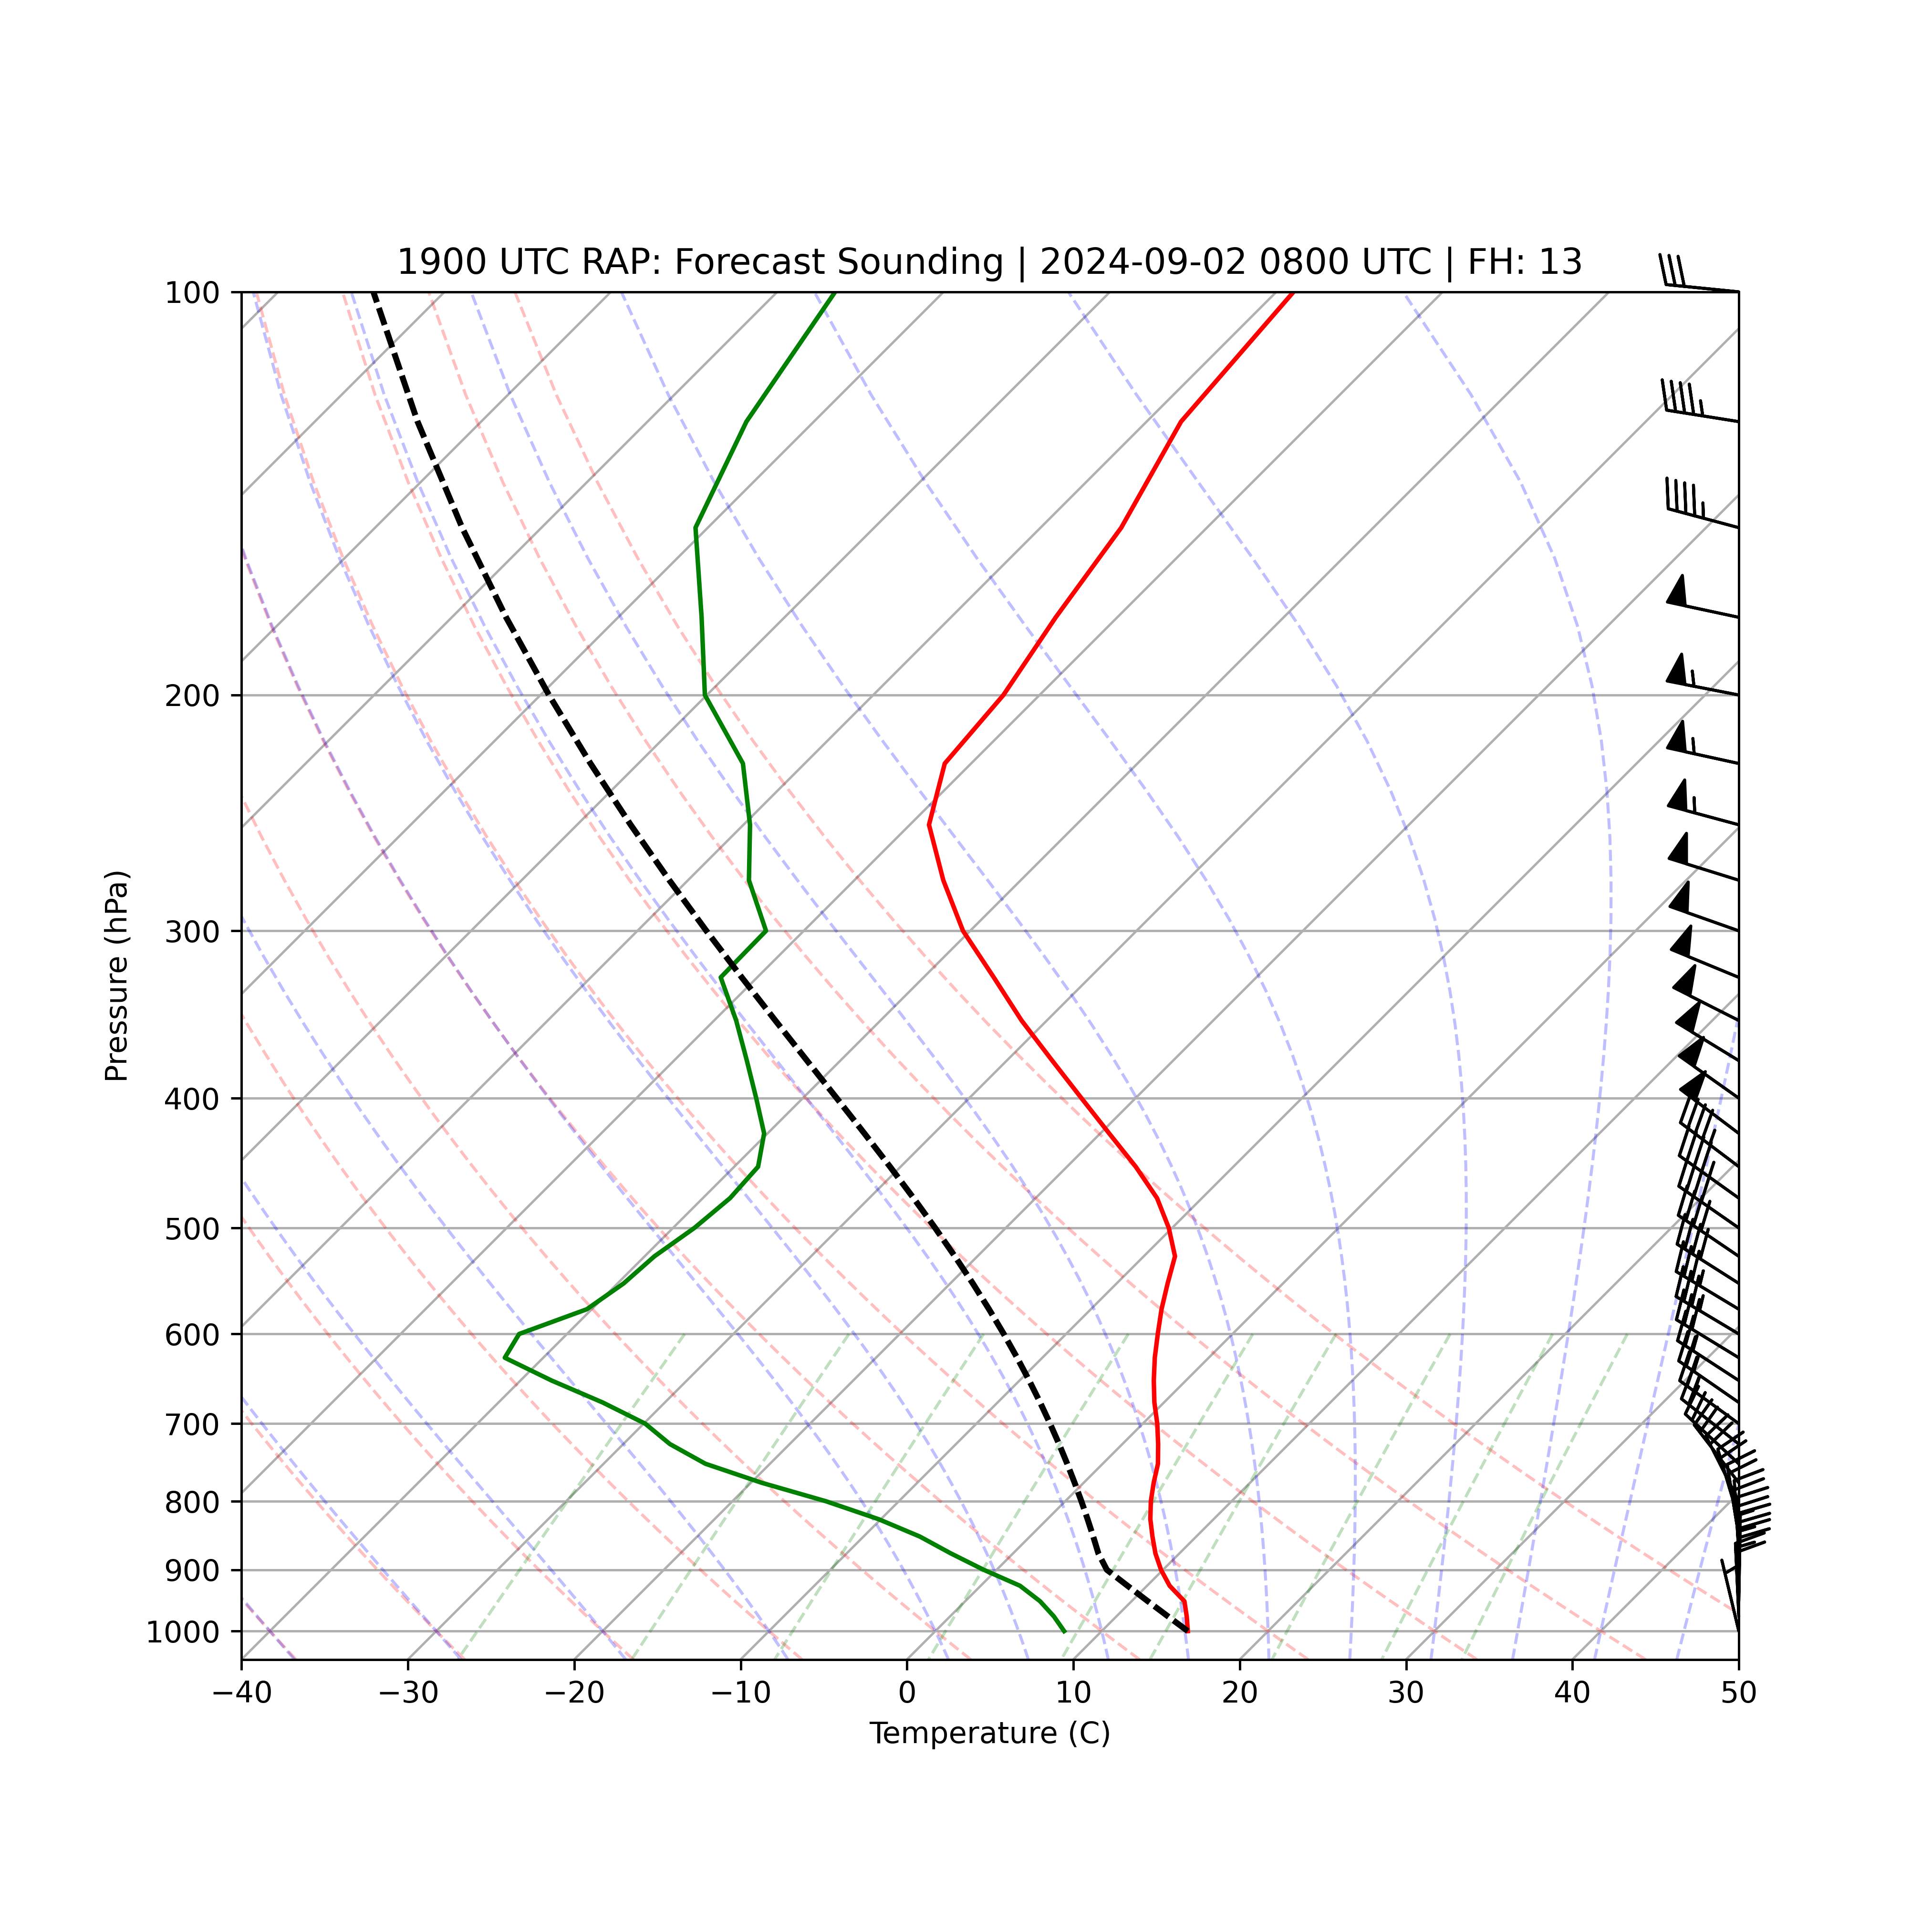 1900 UTC RAP: Forecast Sounding | 2024-09-02 0800 UTC | FH: 13
100
200
300
400
500
600
700
800
900
1000
Pressure (hPa)
−40 −30 −20 −10 0 10 20 30 40 50
Temperature (C)